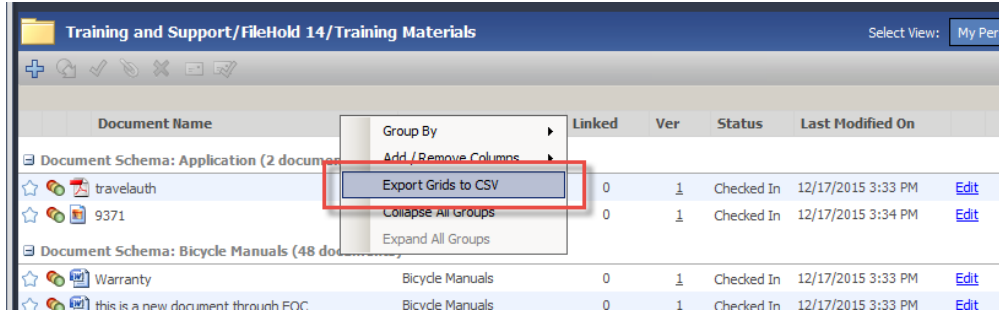 Training and Support/FileHold 14/Training Materials Select View: My Per
Document Name Linked Ver Status Last Modified On
Group By
Document Schema: Application (2 documen
Add / Remove Columns
travelauth 0 1 Checked In 12/17/2015 3:33 PM Edit
Export Grids to CSV
9371 0 1 Checked In 12/17/2015 3:34 PM Edit
Collapse All Groups
Expand All Groups
Document Schema: Bicycle Manuals (48 documents)
Warranty Bicycle Manuals 0 1 Checked In 12/17/2015 3:33 PM Edit
this is a new document through FOC Bicycle Manuals 0 1 Checked In 12/17/2015 3:33 PM Edit